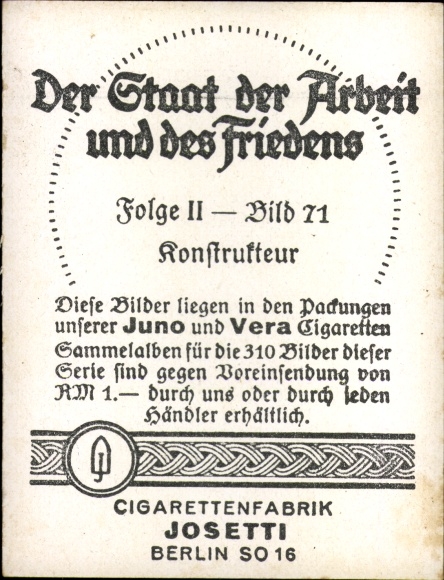 Der Staat der Arbeit
und des Friedens
Folge II — Bild 71
Konstrukteur
Diese Bilder liegen in den Packungen
unserer Juno und Vera Cigaretten
Sammelalben für die 310 Bilder dieser
Serie sind gegen Voreinsendung von
RM 1.— durch uns oder durch jeden
Händler erhältlich.
J
CIGARETTENFABRIK
JOSETTI
BERLIN SO 16